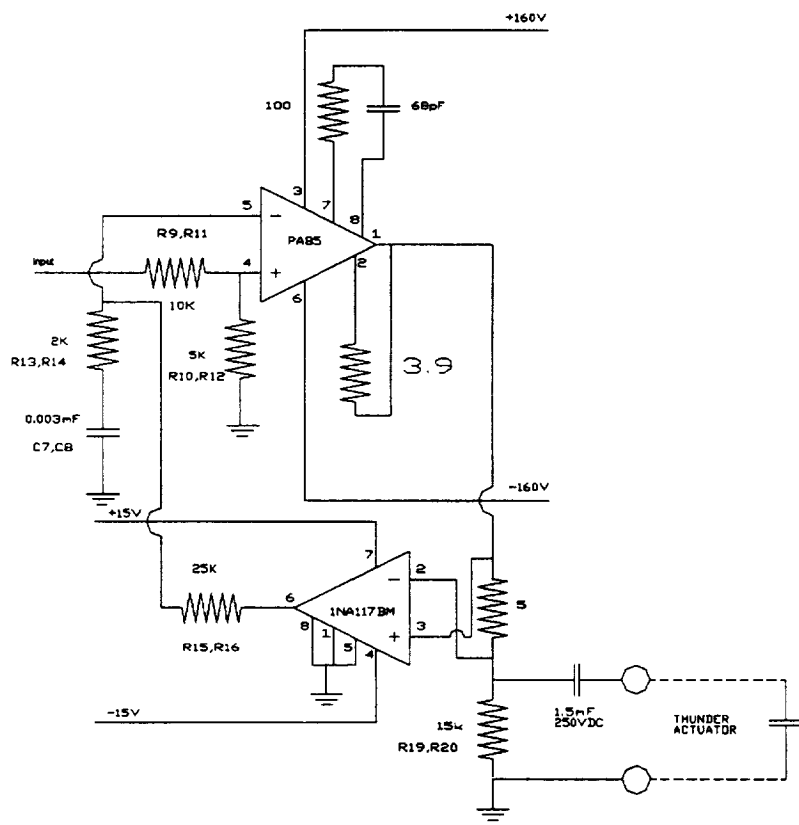 +160V
100
68pF
3
7
8
5
1
PA85
R9,R11
input
4
2
10K
6
2K
R13,R14
5K
R10,R12
3.9
0.003mF
C7,C8
-160V
+15V
7
25K
2
6
1NA117BM
5
8
1
3
5
4
R15,R16
-15V
1.5mF
250VDC
THUNDER
ACTUATOR
15k
R19,R20